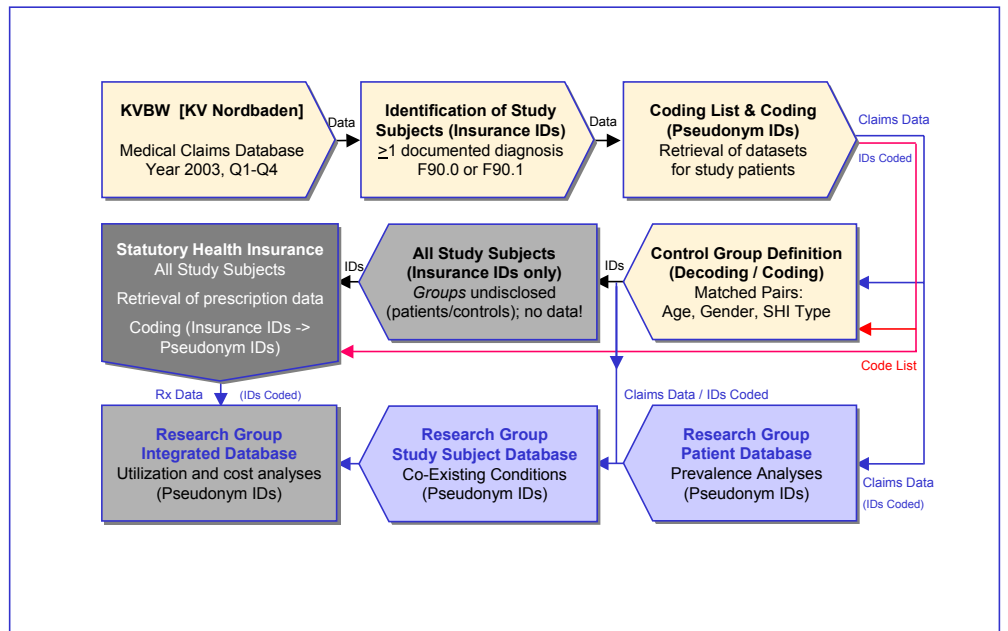 KVBW [KV Nordbaden]
Medical Claims Database
Year 2003, Q1-Q4
Data
Identification of Study
Subjects (Insurance IDs)
≥1 documented diagnosis
F90.0 or F90.1
Data
Coding List & Coding
(Pseudonym IDs)
Retrieval of datasets
for study patients
Claims Data
IDs Coded
Statutory Health Insurance
All Study Subjects
Retrieval of prescription data
Coding (Insurance IDs ->
Pseudonym IDs)
IDs
All Study Subjects
(Insurance IDs only)
Groups undisclosed
(patients/controls); no data!
IDs
Control Group Definition
(Decoding / Coding)
Matched Pairs:
Age, Gender, SHI Type
Code List
Rx Data (IDs Coded)
Claims Data / IDs Coded
Research Group
Integrated Database
Utilization and cost analyses
(Pseudonym IDs)
Research Group
Study Subject Database
Co-Existing Conditions
(Pseudonym IDs)
Research Group
Patient Database
Prevalence Analyses
(Pseudonym IDs)
Claims Data
(IDs Coded)